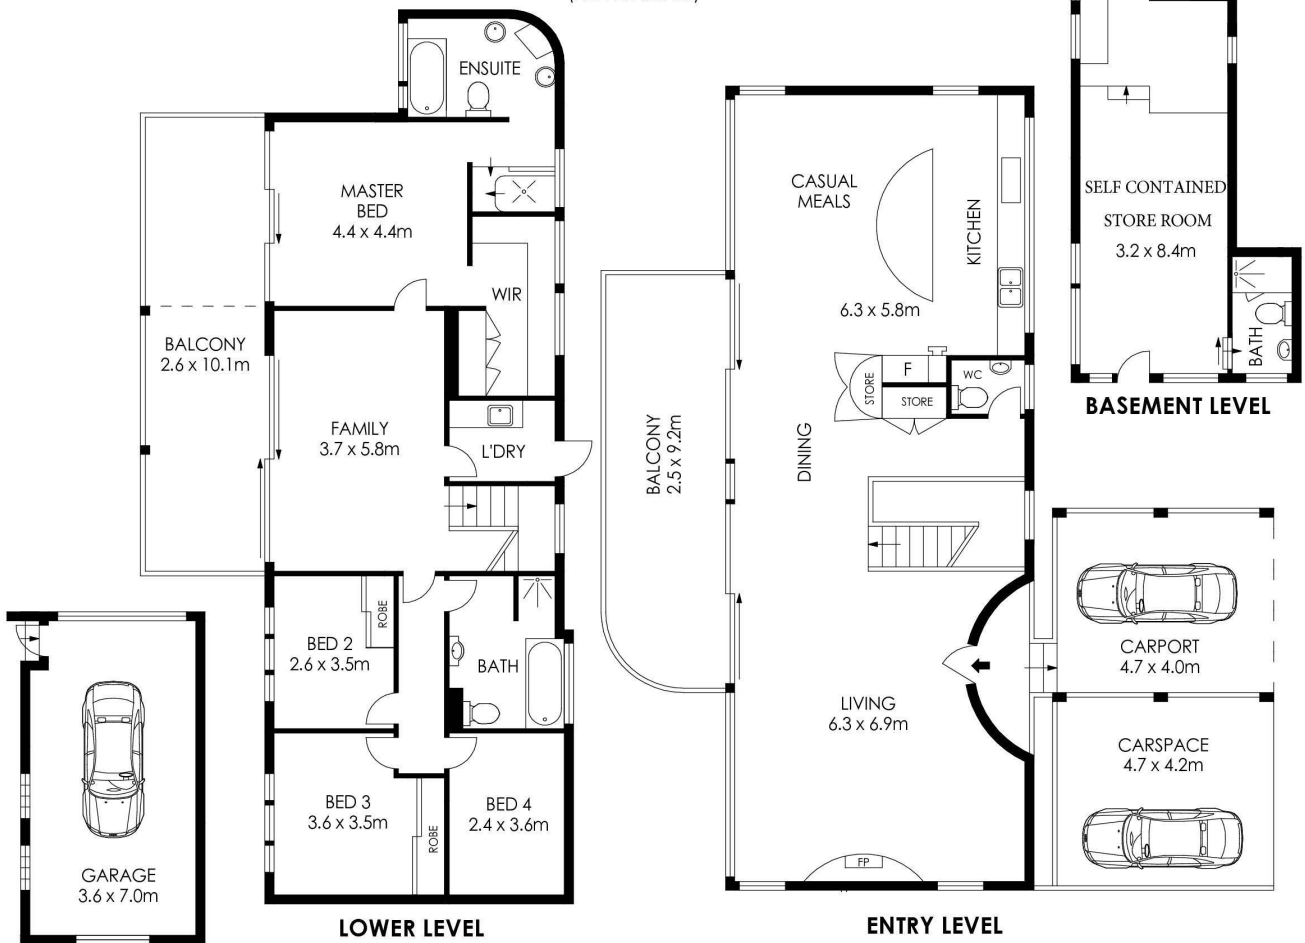 ENSUITE
MASTER
BED
4.4 x 4.4m
WIR
BALCONY
2.6 x 10.1m
FAMILY
3.7 x 5.8m
L'DRY
BED 2
2.6 x 3.5m
ROBE
BATH
BED 3
3.6 x 3.5m
ROBE
BED 4
2.4 x 3.6m
GARAGE
3.6 x 7.0m
LOWER LEVEL
CASUAL
MEALS
KITCHEN
6.3 x 5.8m
F
STORE
STORE
WC
BALCONY
2.5 x 9.2m
DINING
LIVING
6.3 x 6.9m
FP
CARPORT
4.7 x 4.0m
CARSPACE
4.7 x 4.2m
ENTRY LEVEL
SELF CONTAINED
STORE ROOM
3.2 x 8.4m
BATH
BASEMENT LEVEL